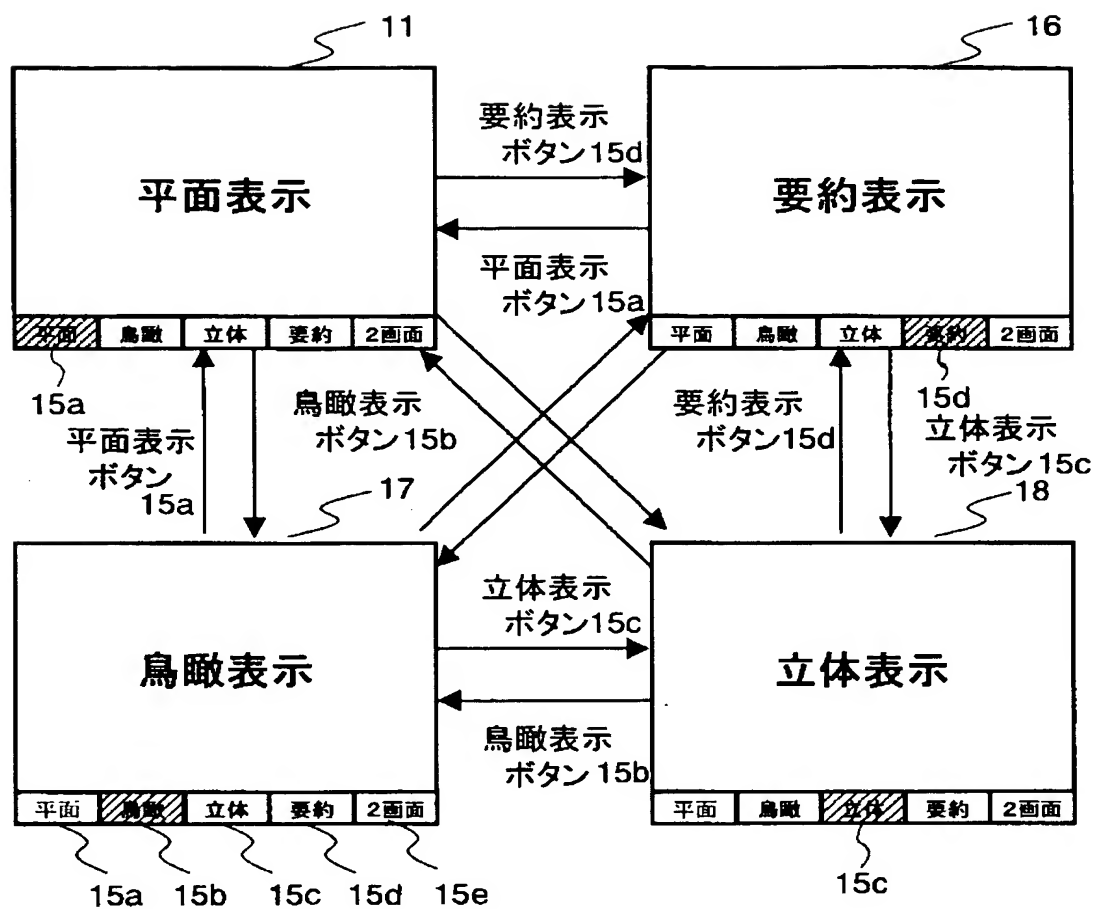 11
16
平面表示
要約表示
ボタン15d
要約表示
平面表示
ボタン15a
平面 鳥瞰 立体 要約 2画面
平面 鳥瞰 立体 要約 2画面
15a
平面表示
ボタン
15a
鳥瞰表示
ボタン15b
要約表示
ボタン15d
15d
立体表示
ボタン15c
17
18
鳥瞰表示
立体表示
ボタン15c
立体表示
鳥瞰表示
ボタン15b
平面 鳥瞰 立体 要約 2画面
平面 鳥瞰 立体 要約 2画面
15a 15b 15c 15d 15e
15c